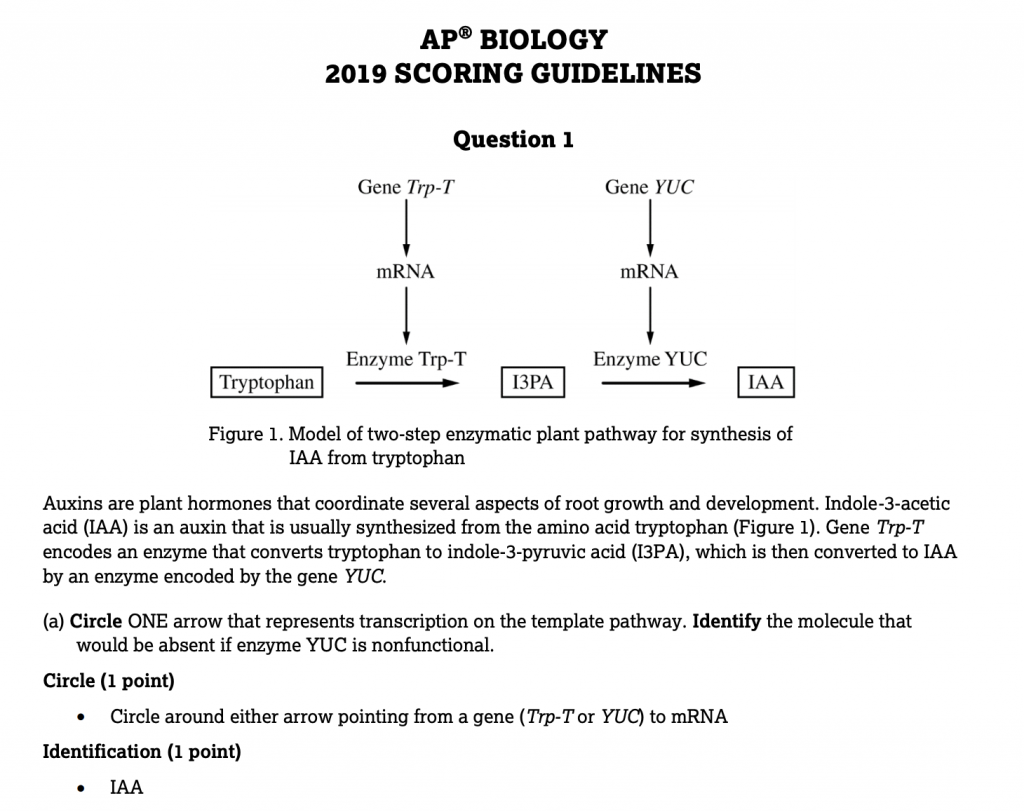 AP® BIOLOGY
2019 SCORING GUIDELINES
Question 1
Gene Trp-T
Gene YUC
mRNA
mRNA
Enzyme Trp-T
Enzyme YUC
Tryptophan
I3PA
IAA
Figure 1. Model of two-step enzymatic plant pathway for synthesis of
IAA from tryptophan
Auxins are plant hormones that coordinate several aspects of root growth and development. Indole-3-acetic
acid (IAA) is an auxin that is usually synthesized from the amino acid tryptophan (Figure 1). Gene Trp-T
encodes an enzyme that converts tryptophan to indole-3-pyruvic acid (I3PA), which is then converted to IAA
by an enzyme encoded by the gene YUC.
(a) Circle ONE arrow that represents transcription on the template pathway. Identify the molecule that
would be absent if enzyme YUC is nonfunctional.
Circle (1 point)
• Circle around either arrow pointing from a gene (Trp-T or YUC) to mRNA
Identification (1 point)
• IAA